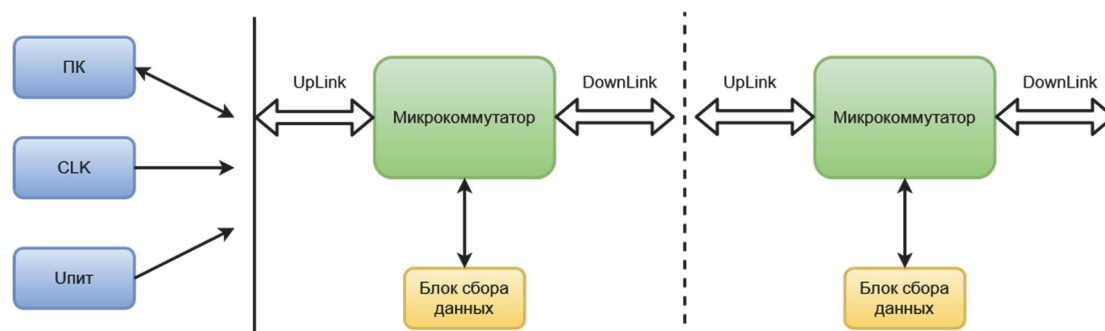 ПК
CLK
Uпит
UpLink
Микрокоммутатор
DownLink
Блок сбора
данных
UpLink
Микрокоммутатор
DownLink
Блок сбора
данных